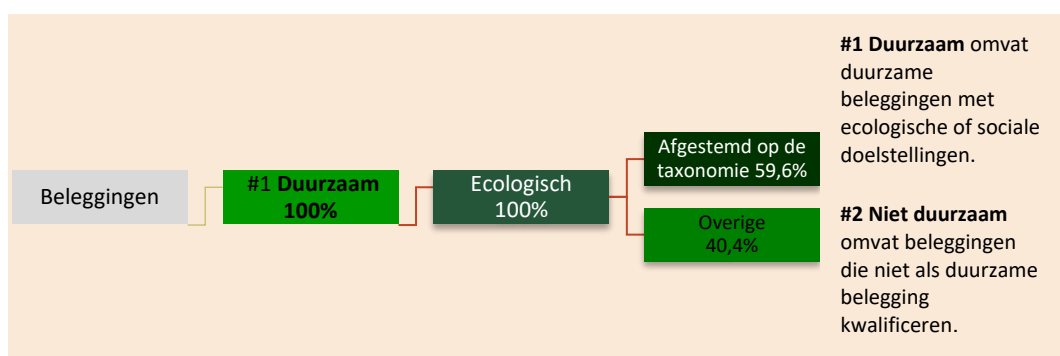 Beleggingen
#1 Duurzaam
100%
Ecologisch
100%
Afgestemd op de
taxonomie 59,6%
Overige
40,4%
#1 Duurzaam omvat
duurzame
beleggingen met
ecologische of sociale
doelstellingen.
#2 Niet duurzaam
omvat beleggingen
die niet als duurzame
belegging
kwalificeren.